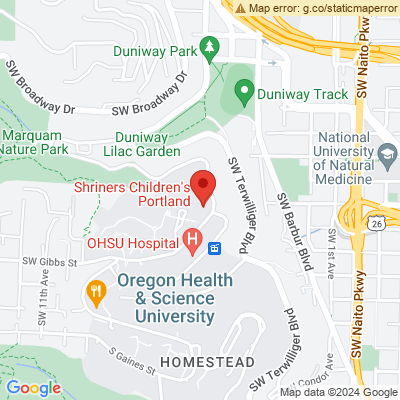 Map error: g.co/staticmaperror
Duniway Park
SW Broadway Dr
SW Broadway Dr
Duniway Track
SW Naito Pkwy
Marquam
Nature Park
Duniway
Lilac Garden
National
University
of Natural
Medicine
SW Terwilliger Blvd
SW Barbur Blvd
Shriners Children's
Portland
26
SW 1st Ave
OHSU Hospital
H
SW Gibbs St
SW 11th Ave
Oregon Health
& Science
University
SW Naito Pkwy
SW Terwilliger Blvd
S Gaines St
HOMESTEAD
Condor Ave
Google
Map data ©2024 Google